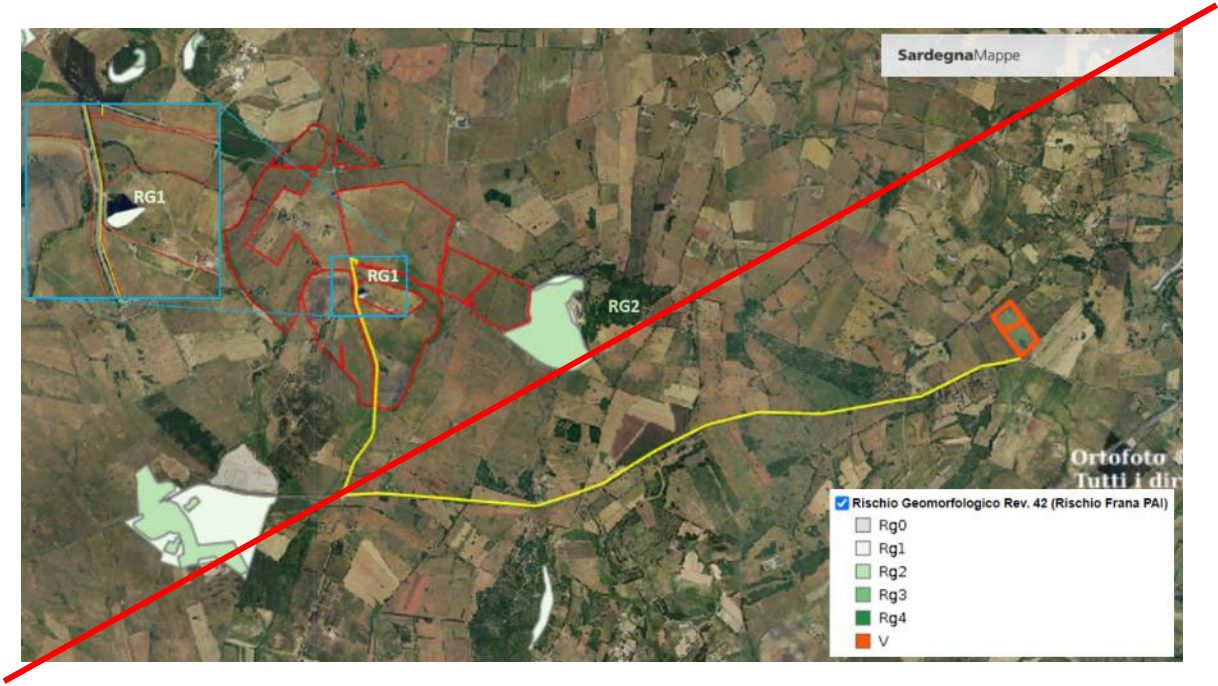 SardegnaMappe
RG1
RG1
RG2
Ortofoto
Tutti i dir
Rischio Geomorfologico Rev. 42 (Rischio Frana PAI)
Rg0
Rg1
Rg2
Rg3
Rg4
V